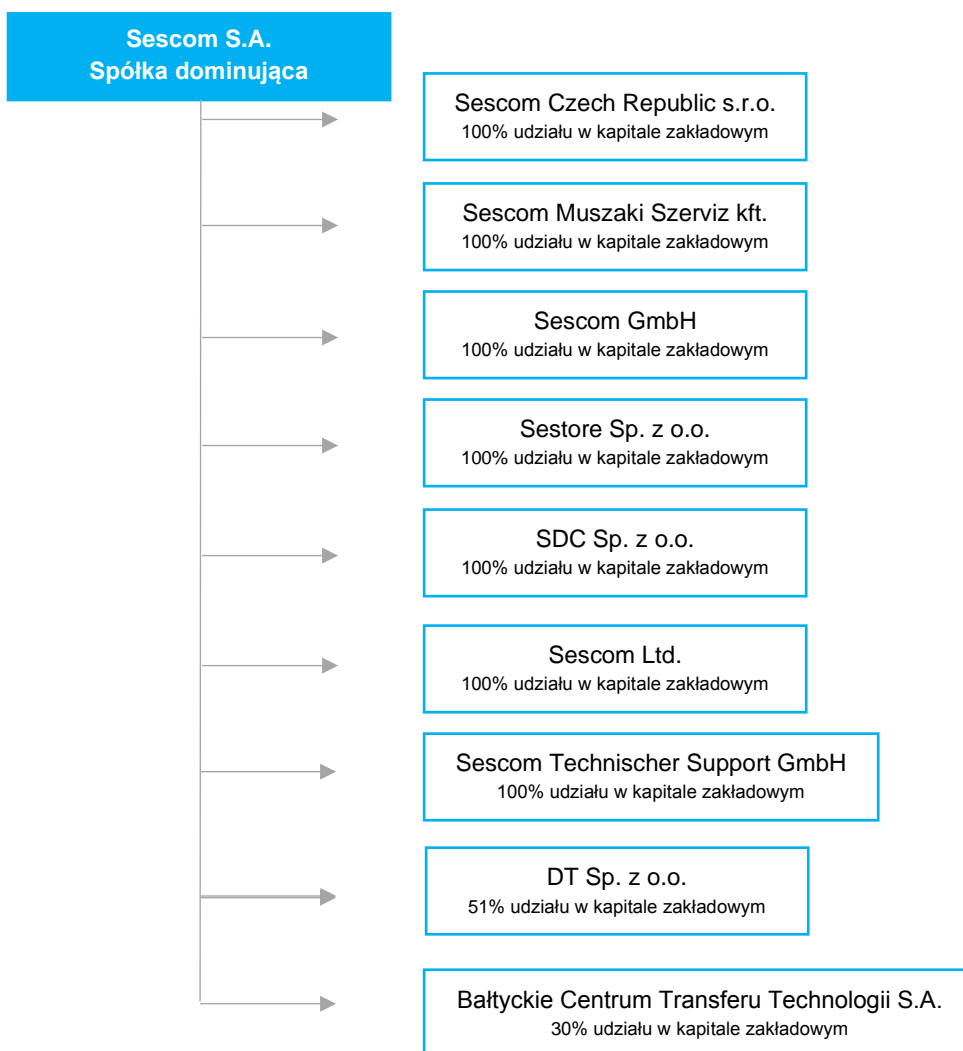 Sescom S.A.
Spółka dominująca
Sescom Czech Republic s.r.o.
100% udziału w kapitale zakładowym
Sescom Muszaki Szerviz kft.
100% udziału w kapitale zakładowym
Sescom GmbH
100% udziału w kapitale zakładowym
Sestore Sp. z o.o.
100% udziału w kapitale zakładowym
SDC Sp. z o.o.
100% udziału w kapitale zakładowym
Sescom Ltd.
100% udziału w kapitale zakładowym
Sescom Technischer Support GmbH
100% udziału w kapitale zakładowym
DT Sp. z o.o.
51% udziału w kapitale zakładowym
Bałtyckie Centrum Transferu Technologii S.A.
30% udziału w kapitale zakładowym